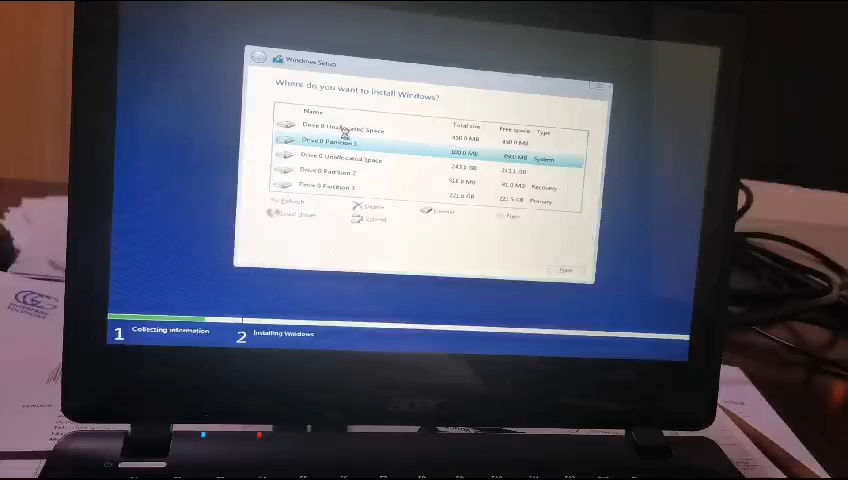 Windows Setup
Where do you want to install Windows?
Name Total size Free space Type
Drive 0 Unallocated Space 450.0 MB 450.0 MB
Drive 0 Partition 1 100.0 MB 69.0 MB System
Drive 0 Unallocated Space 243.1 GB 243.1 GB
Drive 0 Partition 2 MB 81.0 MB Recovery
Drive 0 Partition 3 221.6 GB 221.5 GB Primary
Refresh Delete Format New
Load driver Extend
Next
1 Collecting information 2 Installing Windows
acer